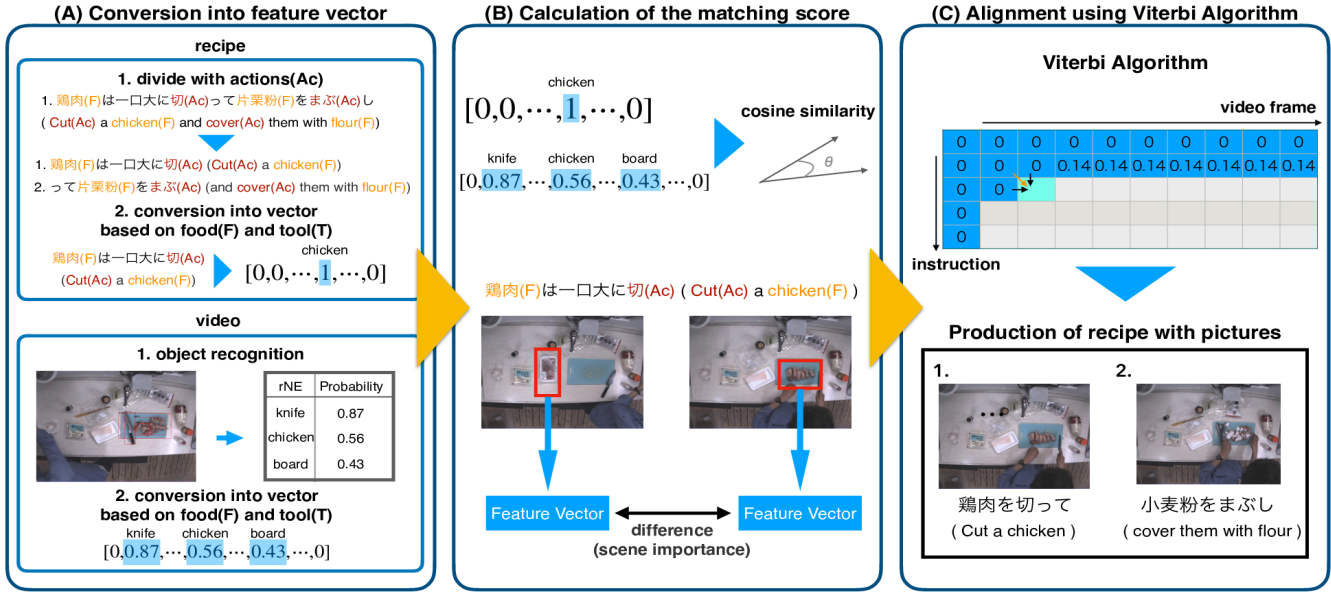 (A) Conversion into feature vector
recipe
1. divide with actions(Ac)
1. 鶏肉(F)は一口大に切(Ac)って片栗粉(F)をまぶ(Ac)し
( Cut(Ac) a chicken(F) and cover(Ac) them with flour(F))
1. 鶏肉(F)は一口大に切(Ac) (Cut(Ac) a chicken(F))
2. って片栗粉(F)をまぶ(Ac) (and cover(Ac) them with flour(F))
2. conversion into vector
based on food(F) and tool(T)
鶏肉(F)は一口大に切(Ac)
(Cut(Ac) a chicken(F))
chicken
[0,0,⋯,1,⋯,0]
video
1. object recognition
rNE Probability
knife 0.87
chicken 0.56
board 0.43
2. conversion into vector
based on food(F) and tool(T)
knife chicken board
[0,0.87,⋯,0.56,⋯,0.43,⋯,0]
(B) Calculation of the matching score
chicken
[0,0,⋯,1,⋯,0]
knife chicken board
[0,0.87,⋯,0.56,⋯,0.43,⋯,0]
cosine similarity
θ
鶏肉(F)は一口大に切(Ac) ( Cut(Ac) a chicken(F) )
Feature Vector
Feature Vector
difference
(scene importance)
(C) Alignment using Viterbi Algorithm
Viterbi Algorithm
video frame
0 0 0 0 0 0 0 0 0 0
0 0 0 0.14 0.14 0.14 0.14 0.14 0.14 0.14
0 0
0
0
instruction
Production of recipe with pictures
1.
鶏肉を切って
( Cut a chicken )
2.
小麦粉をまぶし
( cover them with flour )